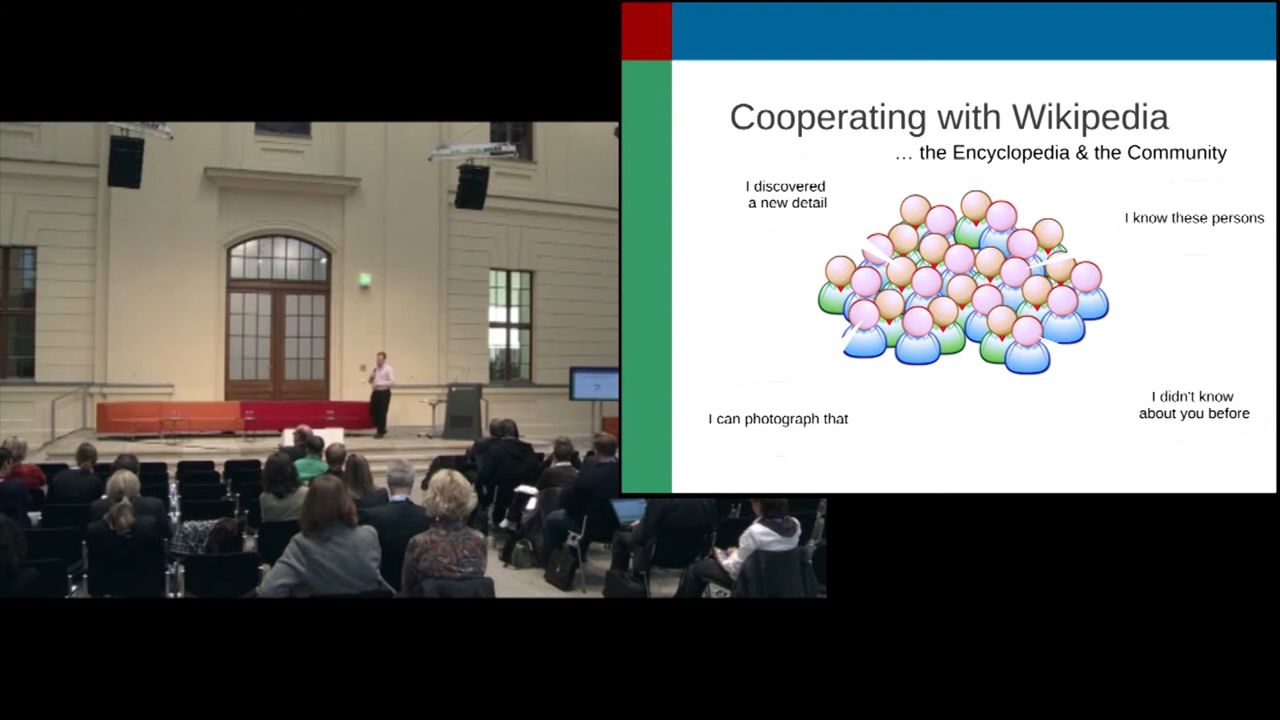 Cooperating with Wikipedia
... the Encyclopedia & the Community
I discovered
a new detail
I know these persons
I can photograph that
I didn't know
about you before